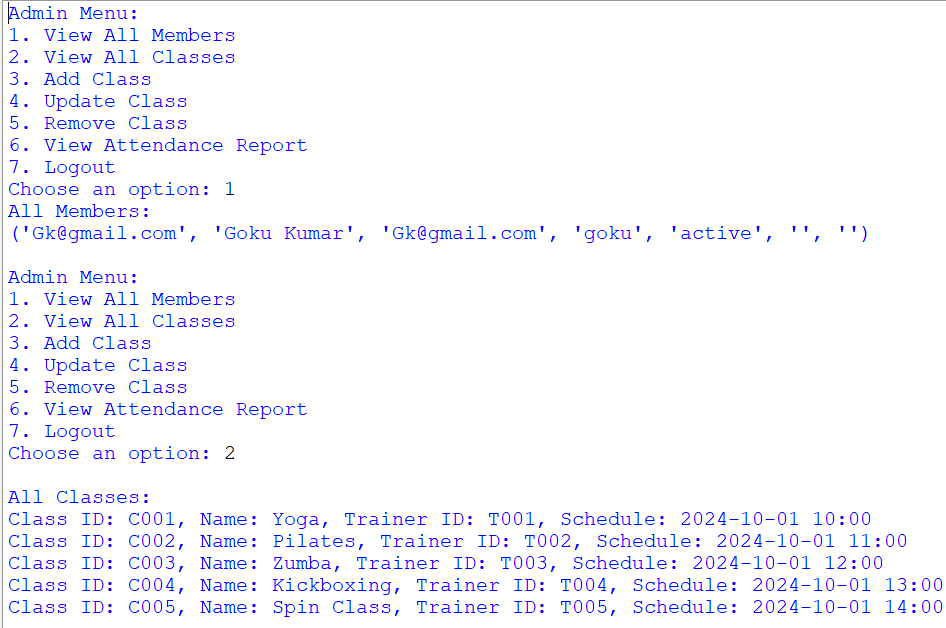 Admin Menu:
1. View All Members
2. View All Classes
3. Add Class
4. Update Class
5. Remove Class
6. View Attendance Report
7. Logout
Choose an option: 1
All Members:
('Gk@gmail.com', 'Goku Kumar', 'Gk@gmail.com', 'goku', 'active', '', '')
Admin Menu:
1. View All Members
2. View All Classes
3. Add Class
4. Update Class
5. Remove Class
6. View Attendance Report
7. Logout
Choose an option: 2
All Classes:
Class ID: C001, Name: Yoga, Trainer ID: T001, Schedule: 2024-10-01 10:00
Class ID: C002, Name: Pilates, Trainer ID: T002, Schedule: 2024-10-01 11:00
Class ID: C003, Name: Zumba, Trainer ID: T003, Schedule: 2024-10-01 12:00
Class ID: C004, Name: Kickboxing, Trainer ID: T004, Schedule: 2024-10-01 13:00
Class ID: C005, Name: Spin Class, Trainer ID: T005, Schedule: 2024-10-01 14:00